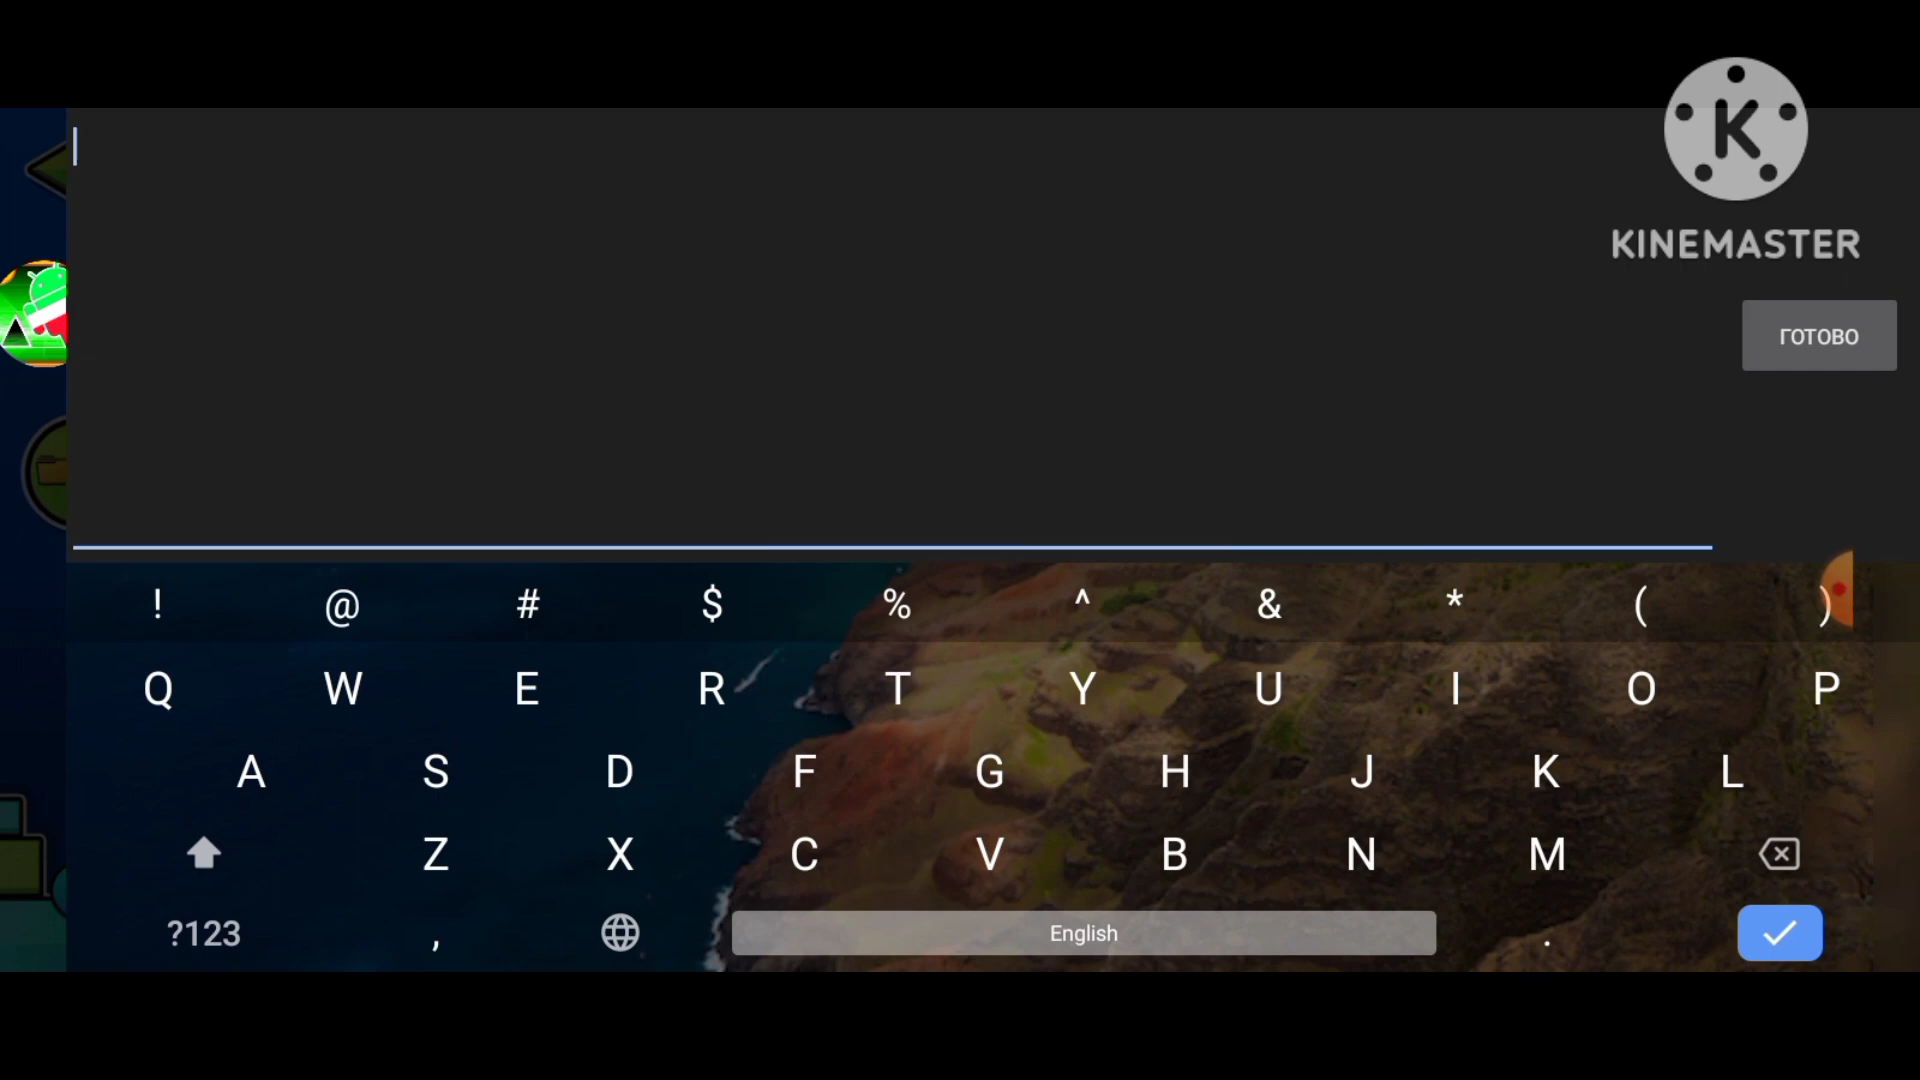 K
KINEMASTER
ГОТОВО
! @ # $ % ^ & * ( )
Q W E R T Y U I O P
A S D F G H J K L
Z X C V B N M
?123 , English .